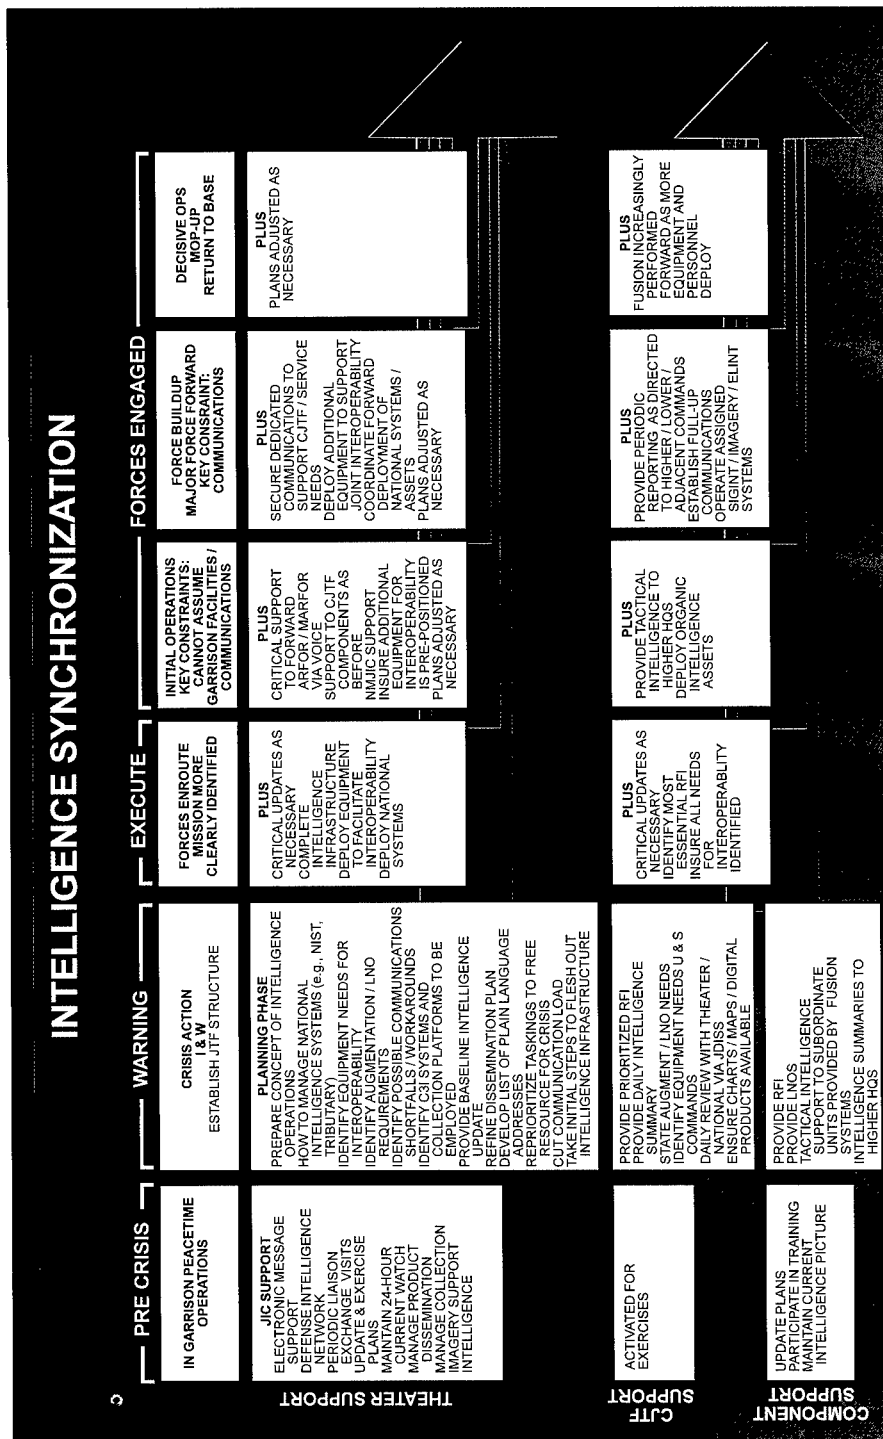 INTELLIGENCE SYNCHRONIZATION
PRE CRISIS
WARNING
EXECUTE
FORCES ENGAGED
IN GARRISON PEACETIME
OPERATIONS
CRISIS ACTION
I & W
ESTABLISH JTF STRUCTURE
FORCES ENROUTE
MISSION MORE
CLEARLY IDENTIFIED
INITIAL OPERATIONS
KEY CONSTRAINTS:
CANNOT ASSUME
GARRISON FACILITIES /
COMMUNICATIONS
FORCE BUILDUP
MAJOR FORCE FORWARD
KEY CONSRAINT:
COMMUNICATIONS
DECISIVE OPS
MOP-UP
RETURN TO BASE
THEATER SUPPORT
JIC SUPPORT
ELECTRONIC MESSAGE
SUPPORT
DEFENSE INTELLIGENCE
NETWORK
PERIODIC LIAISON
EXCHANGE VISITS
UPDATE & EXERCISE
PLANS
MAINTAIN 24-HOUR
CURRENT WATCH
MANAGE PRODUCT
DISSEMINATION
MANAGE COLLECTION
IMAGERY SUPPORT
INTELLIGENCE
PLANNING PHASE
PREPARE CONCEPT OF INTELLIGENCE
OPERATIONS
HOW TO MANAGE NATIONAL
INTELLIGENCE SYSTEMS (e.g., NIST,
TRIBUTARY)
IDENTIFY EQUIPMENT NEEDS FOR
INTEROPERABILITY
IDENTIFY AUGMENTATION / LNO
REQUIREMENTS
IDENTIFY POSSIBLE COMMUNICATIONS
SHORTFALLS / WORKAROUNDS
IDENTIFY C3I SYSTEMS AND
COLLECTION PLATFORMS TO BE
EMPLOYED
PROVIDE BASELINE INTELLIGENCE
UPDATE
REFINE DISSEMINATION PLAN
DEVELOP LIST OF PLAIN LANGUAGE
ADDRESSES
REPRIORITIZE TASKINGS TO FREE
RESOURCE FOR CRISIS
CUT COMMUNICATION LOAD
TAKE INITIAL STEPS TO FLESH OUT
INTELLIGENCE INFRASTRUCTURE
PLUS
CRITICAL UPDATES AS
NECESSARY
COMPLETE
INTELLIGENCE
INFRASTRUCTURE
DEPLOY EQUIPMENT
TO FACILITATE
INTEROPERABILITY
DEPLOY NATIONAL
SYSTEMS
PLUS
CRITICAL SUPPORT
TO FORWARD
ARFOR / MARFOR
VIA VOICE
SUPPORT TO CJTF
COMPONENTS AS
BEFORE
NMJIC SUPPORT
INSURE ADDITIONAL
EQUIPMENT FOR
INTEROPERABILITY
IS PRE-POSITIONED
PLANS ADJUSTED AS
NECESSARY
PLUS
SECURE DEDICATED
COMMUNICATIONS TO
SUPPORT CJTF / SERVICE
NEEDS
DEPLOY ADDITIONAL
EQUIPMENT TO SUPPORT
JOINT INTEROPERABILITY
COORDINATE FORWARD
DEPLOYMENT OF
NATIONAL SYSTEMS /
ASSETS
PLANS ADJUSTED AS
NECESSARY
PLUS
PLANS ADJUSTED AS
NECESSARY
CJTF
SUPPORT
ACTIVATED FOR
EXERCISES
PROVIDE PRIORITIZED RFI
PROVIDE DAILY INTELLIGENCE
SUMMARY
STATE AUGMENT / LNO NEEDS
IDENTIFY EQUIPMENT NEEDS U & S
COMMANDS
DAILY REVIEW WITH THEATER /
NATIONAL VIA JDISS
ENSURE CHARTS / MAPS / DIGITAL
PRODUCTS AVAILABLE
PLUS
CRITICAL UPDATES AS
NECESSARY
IDENTIFY MOST
ESSENTIAL RFI
INSURE ALL NEEDS
FOR
INTEROPERABLITY
IDENTIFIED
PLUS
PROVIDE TACTICAL
INTELLIGENCE TO
HIGHER HQS
DEPLOY ORGANIC
INTELLIGENCE
ASSETS
PLUS
PROVIDE PERIODIC
REPORTING AS DIRECTED
TO HIGHER / LOWER /
ADJACENT COMMANDS
ESTABLISH FULL-UP
COMMUNICATIONS
OPERATE ASSIGNED
SIGINT / IMAGERY / ELINT
SYSTEMS
PLUS
FUSION INCREASINGLY
PERFORMED
FORWARD AS MORE
EQUIPMENT AND
PERSONNEL
DEPLOY
COMPONENT
SUPPORT
UPDATE PLANS
PARTICIPATE IN TRAINING
MAINTAIN CURRENT
INTELLIGENCE PICTURE
PROVIDE RFI
PROVIDE LNOS
TACTICAL INTELLIGENCE
SUPPORT TO SUBORDINATE
UNITS PROVIDED BY FUSION
SYSTEMS
INTELLIGENCE SUMMARIES TO
HIGHER HQS